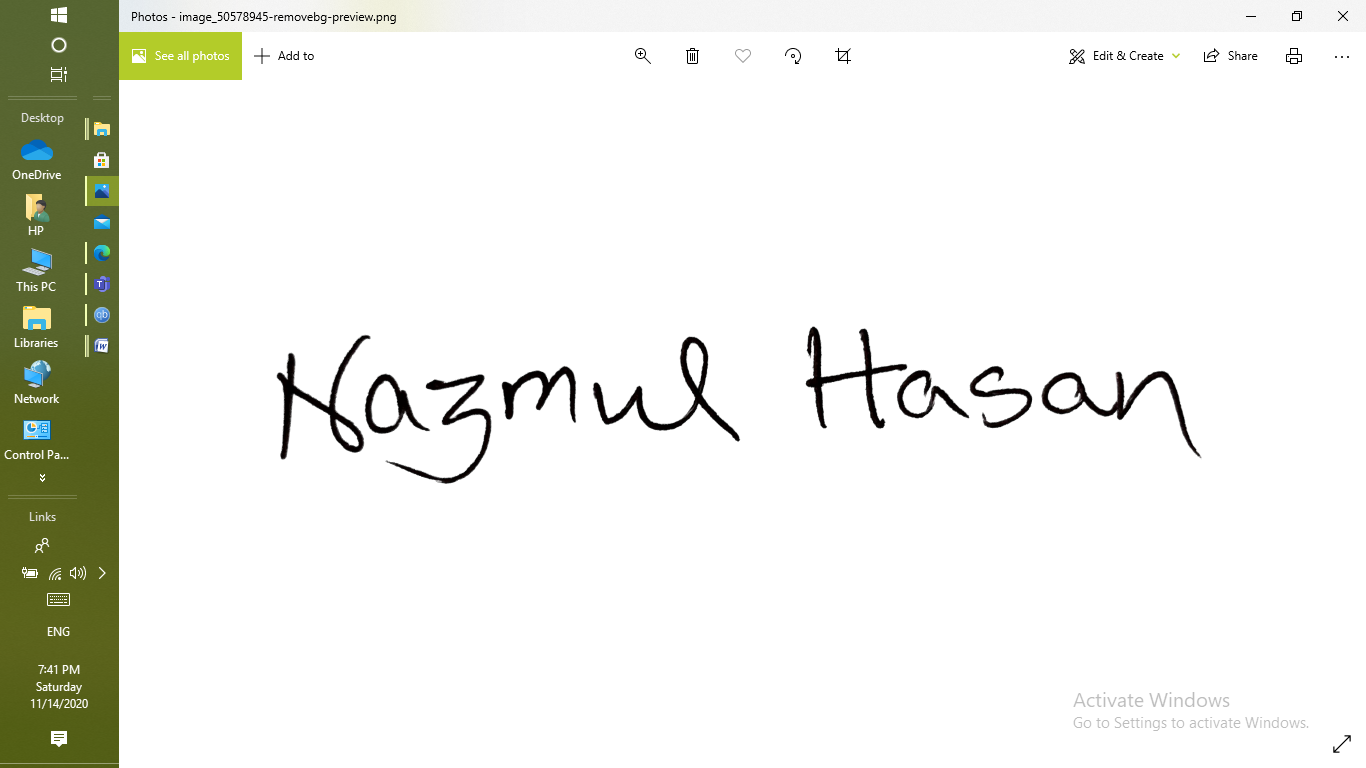 Photos - image_50578945-removebg-preview.png
See all photos
Add to
Edit & Create
Share
Desktop
OneDrive
HP
This PC
Libraries
Network
Control Pa...
Links
ENG
7:41 PM
Saturday
11/14/2020
Nazmul Hasan
Activate Windows
Go to Settings to activate Windows.